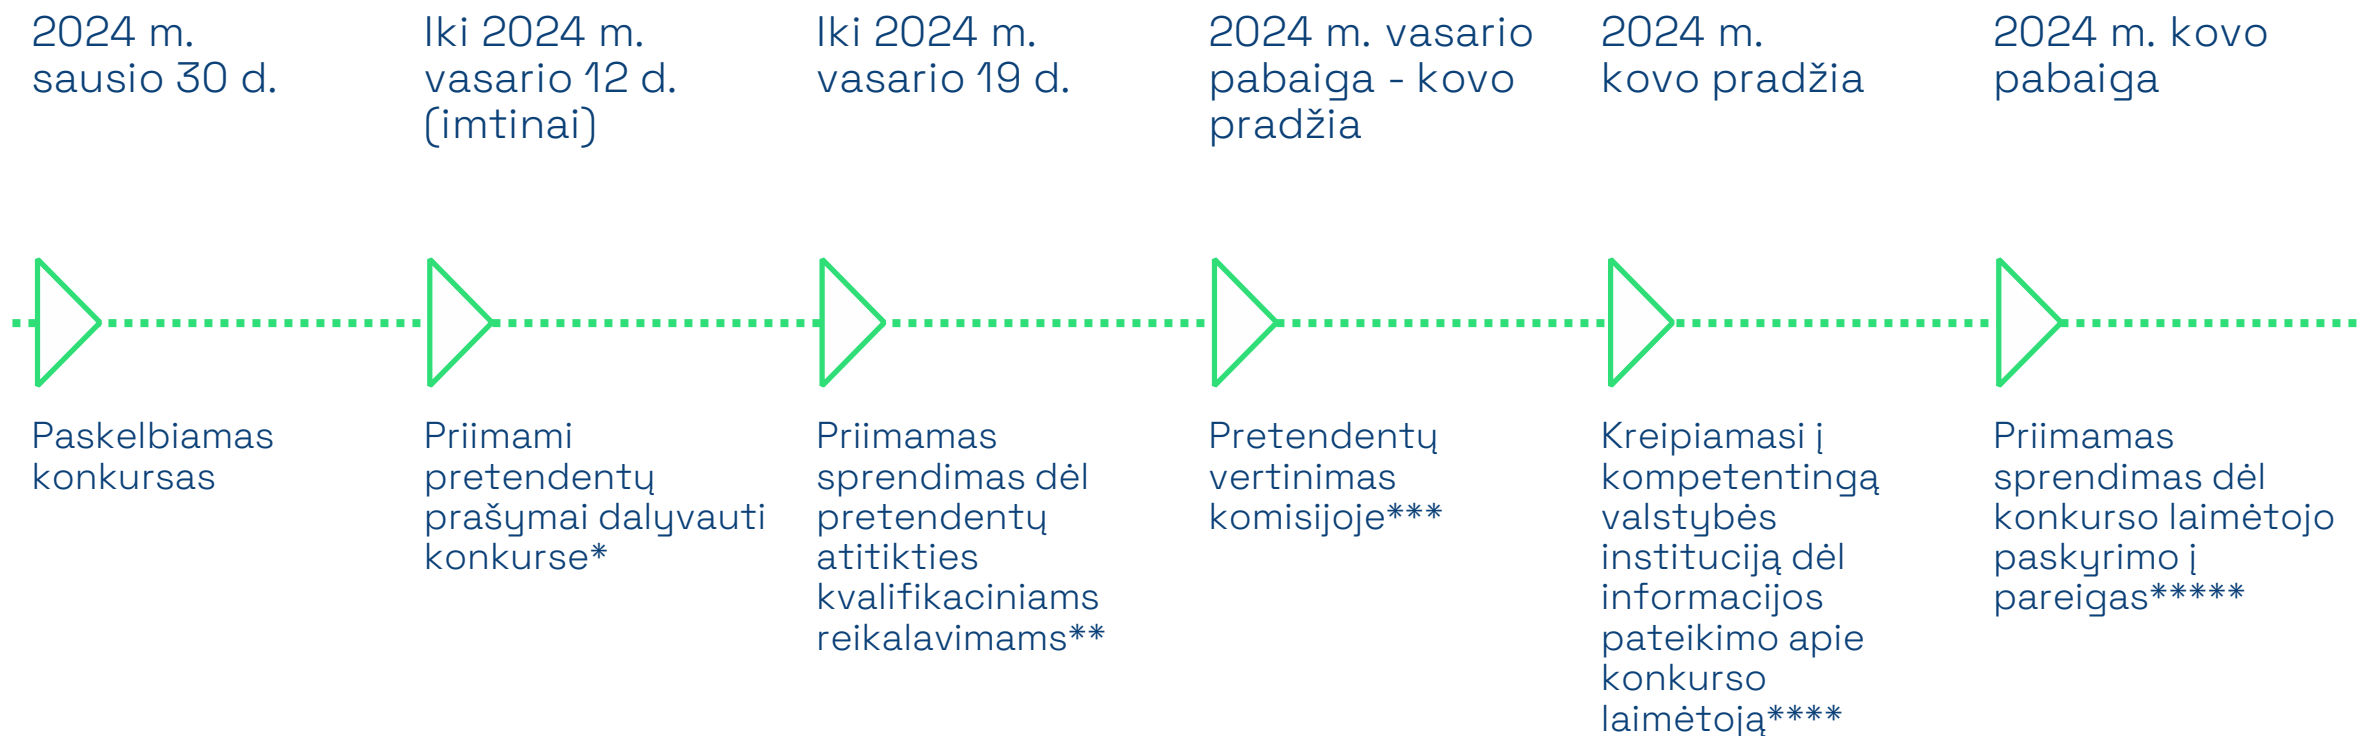 2024 m.
sausio 30 d.
Iki 2024 m.
vasario 12 d.
(imtinai)
Iki 2024 m.
vasario 19 d.
2024 m. vasario
pabaiga - kovo
pradžia
2024 m.
kovo pradžia
2024 m. kovo
pabaiga
Paskelbiamas
konkursas
Priimami
pretendentų
prašymai dalyvauti
konkurse*
Priimamas
sprendimas dėl
pretendentų
atitikties
kvalifikaciniams
reikalavimams**
Pretendentų
vertinimas
komisijoje***
Kreipiamasi į
kompetentingą
valstybės
instituciją dėl
informacijos
pateikimo apie
konkurso
laimėtoją****
Priimamas
sprendimas dėl
konkurso laimėtojo
paskyrimo į
pareigas*****